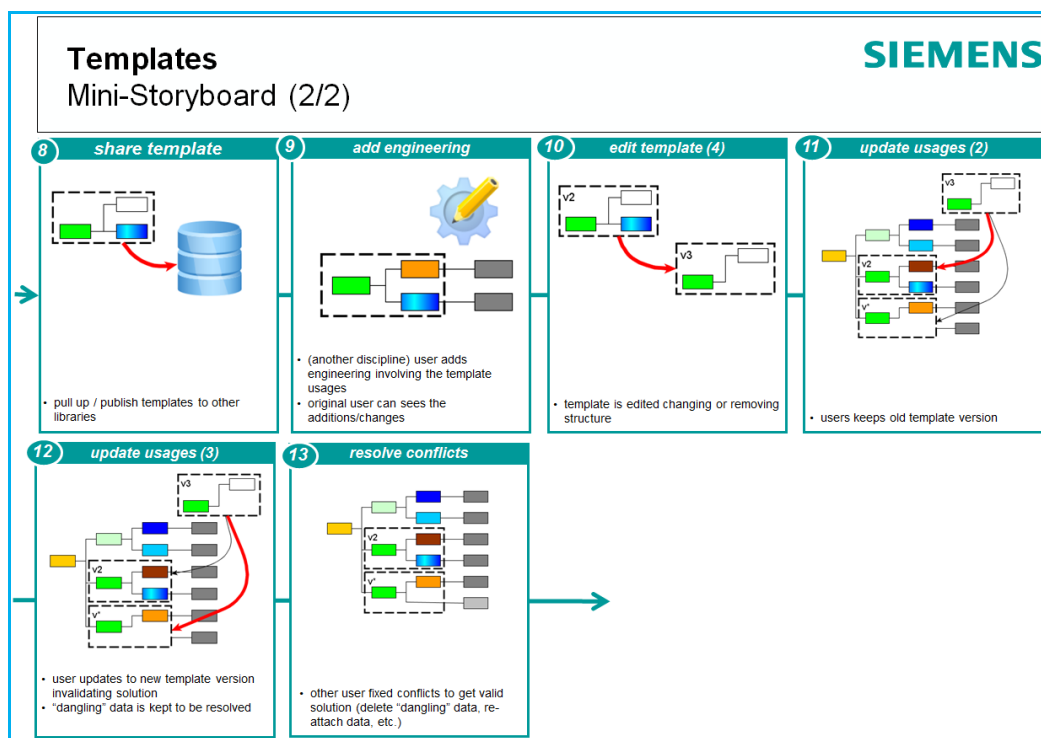 Templates
Mini-Storyboard (2/2)
SIEMENS
8 share template
• pull up / publish templates to other
libraries
9 add engineering
• (another discipline) user adds
engineering involving the template
usages
• original user can sees the
additions/changes
10 edit template (4)
v2
v3
• template is edited changing or removing
structure
11 update usages (2)
v3
v2
v*
• users keeps old template version
12 update usages (3)
v3
v2
v*
• user updates to new template version
invalidating solution
• “dangling” data is kept to be resolved
13 resolve conflicts
v2
v*
• other user fixed conflicts to get valid
solution (delete “dangling” data, re-
attach data, etc.)